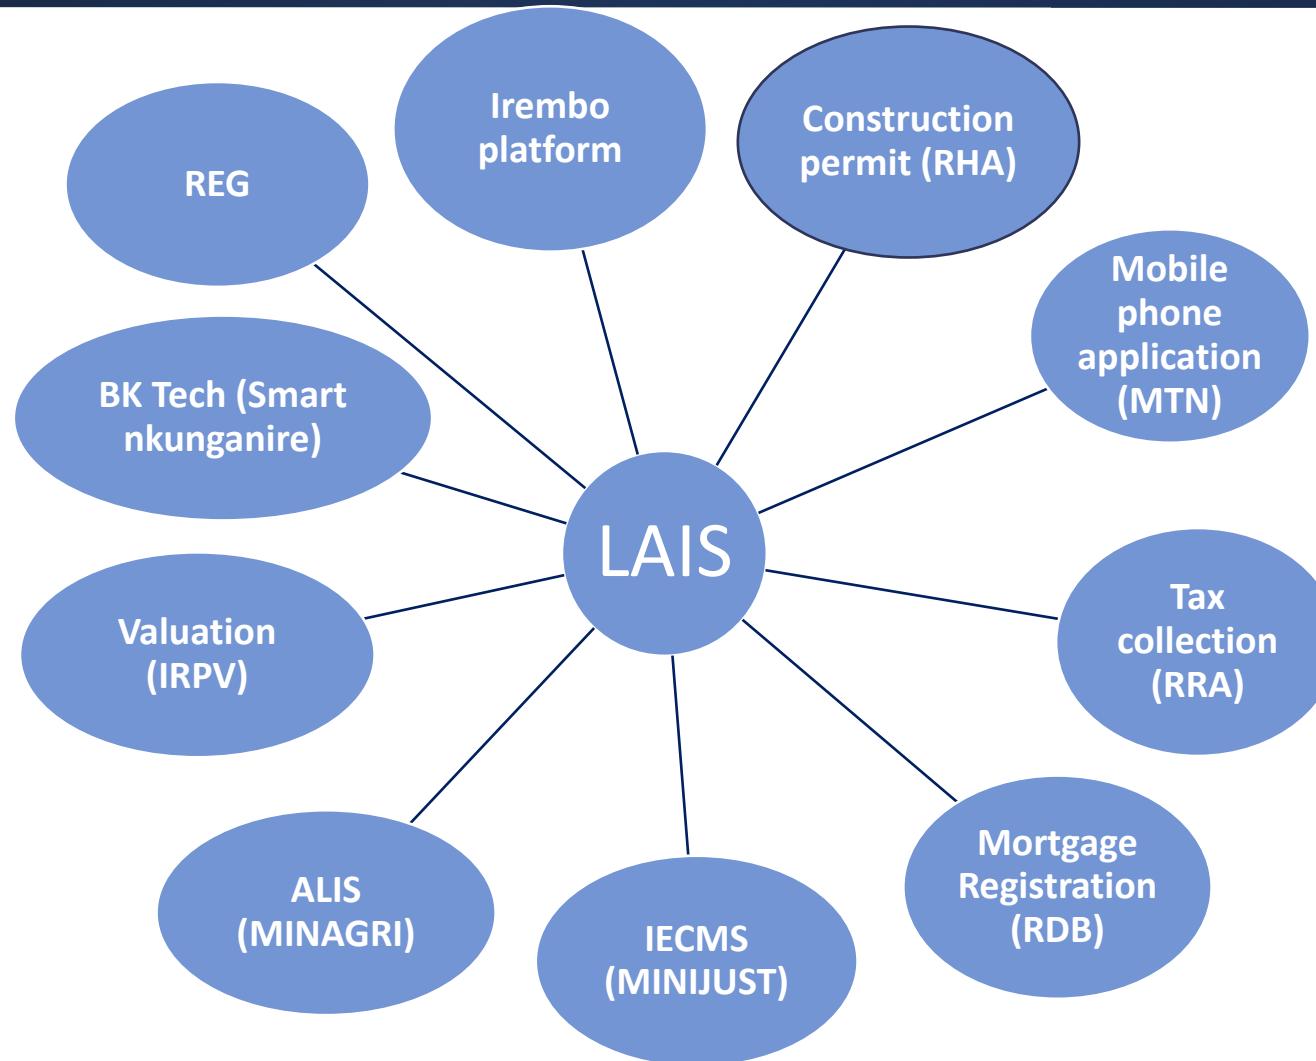 Irembo
platform
Construction
permit (RHA)
REG
Mobile
phone
application
(MTN)
BK Tech (Smart
nkunganire)
LAIS
Tax
collection
(RRA)
Valuation
(IRPV)
Mortgage
Registration
(RDB)
ALIS
(MINAGRI)
IECMS
(MINIJUST)